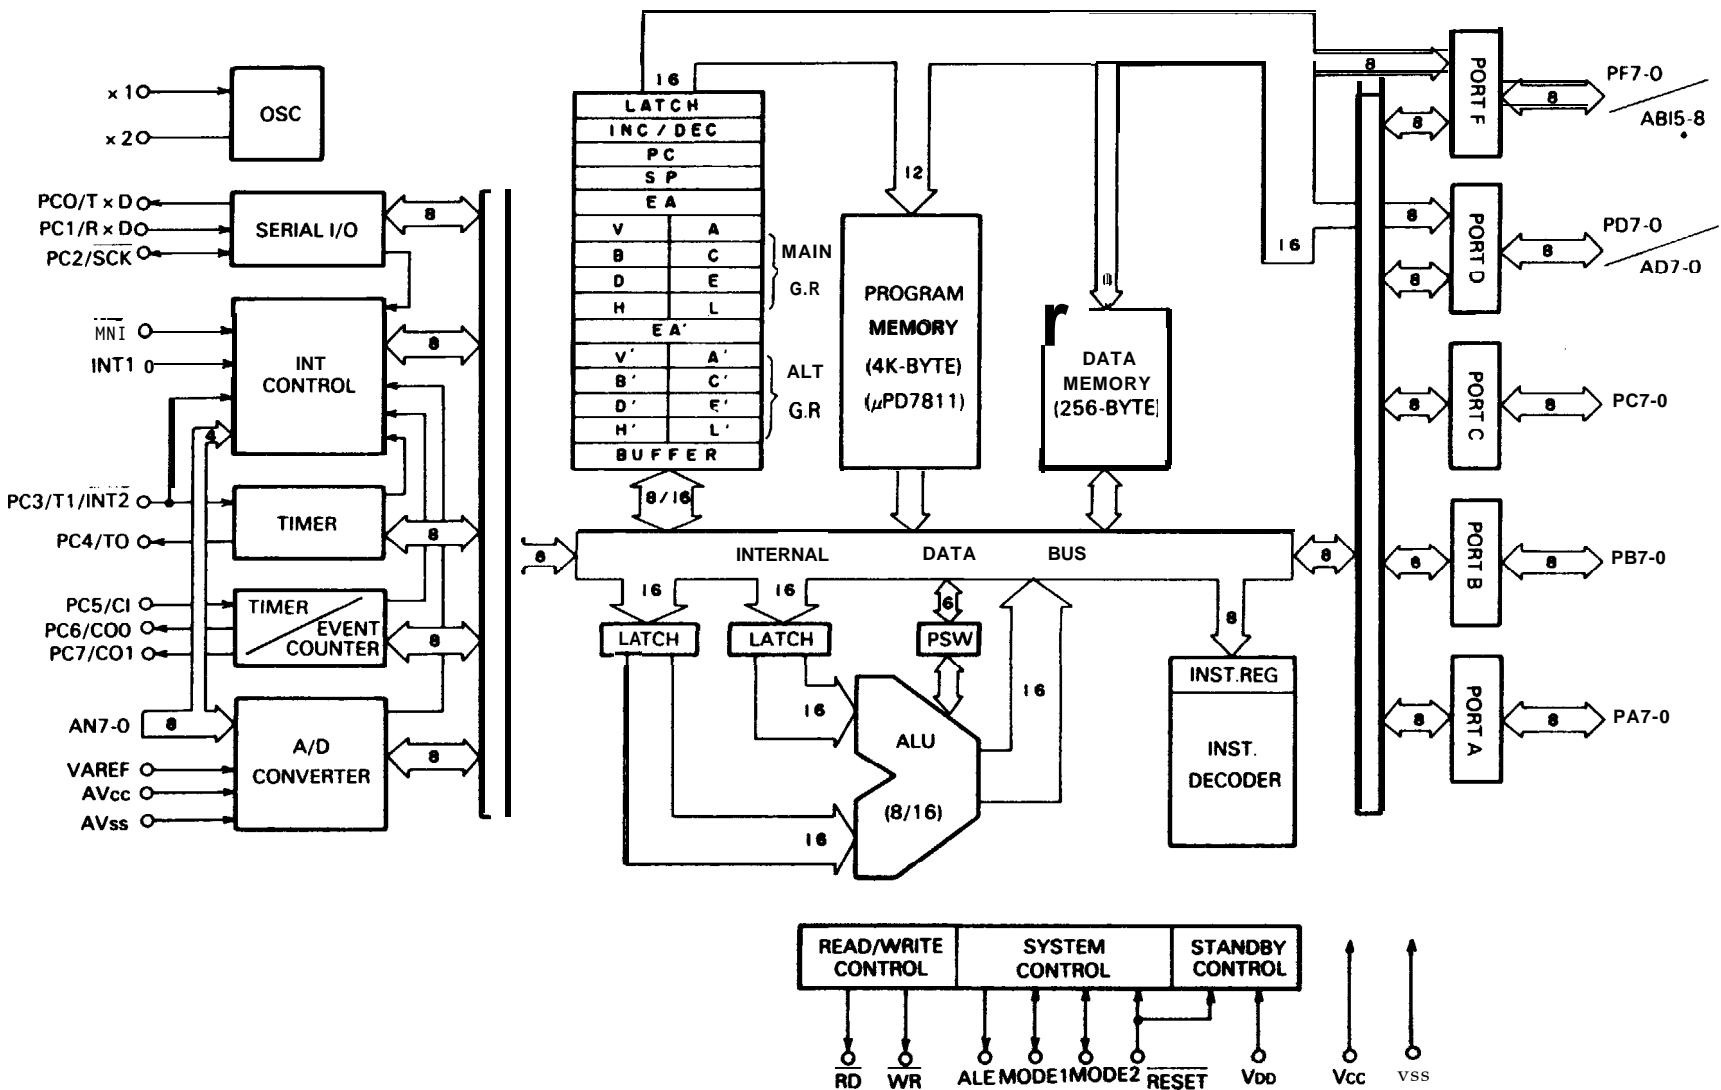 x 1
x 2
OSC
PC0/T x D
PC1/R x D
PC2/SCK
SERIAL I/O
8
MNI
INT1
INT
CONTROL
8
4
PC3/T1/INT2
PC4/TO
TIMER
8
PC5/CI
PC6/CO0
PC7/CO1
TIMER
EVENT
COUNTER
8
AN7-0
8
VAREF
AVcc
AVss
A/D
CONVERTER
8
16
LATCH
INC/DEC
PC
SP
EA
V A
B C
D E
H L
MAIN
G.R
EA'
V' A'
B' C'
D' E'
H' L'
ALT
G.R
BUFFER
8/16
12
PROGRAM
MEMORY
(4K-BYTE)
(μPD7811)
DATA
MEMORY
(256-BYTE)
16
8
INTERNAL DATA BUS
8
16
16
6
8
LATCH
LATCH
PSW
16
16
16
ALU
(8/16)
INST.REG
INST.
DECODER
8
8
PORT F
8
PF7-0
AB15-8
8
8
PORT D
8
PD7-0
AD7-0
8
PORT C
8
PC7-0
8
PORT B
8
PB7-0
8
PORT A
8
PA7-0
READ/WRITE
CONTROL
SYSTEM
CONTROL
STANDBY
CONTROL
RD
WR
ALE
MODE1
MODE2
RESET
VDD
VCC
VSS